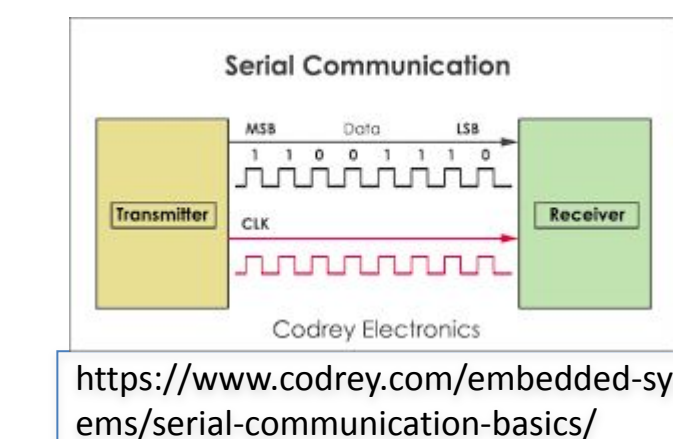 Serial Communication
MSB Data LSB
1 1 0 0 1 1 1 0
Transmitter
Receiver
CLK
Codrey Electronics
https://www.codrey.com/embedded-sy
ems/serial-communication-basics/